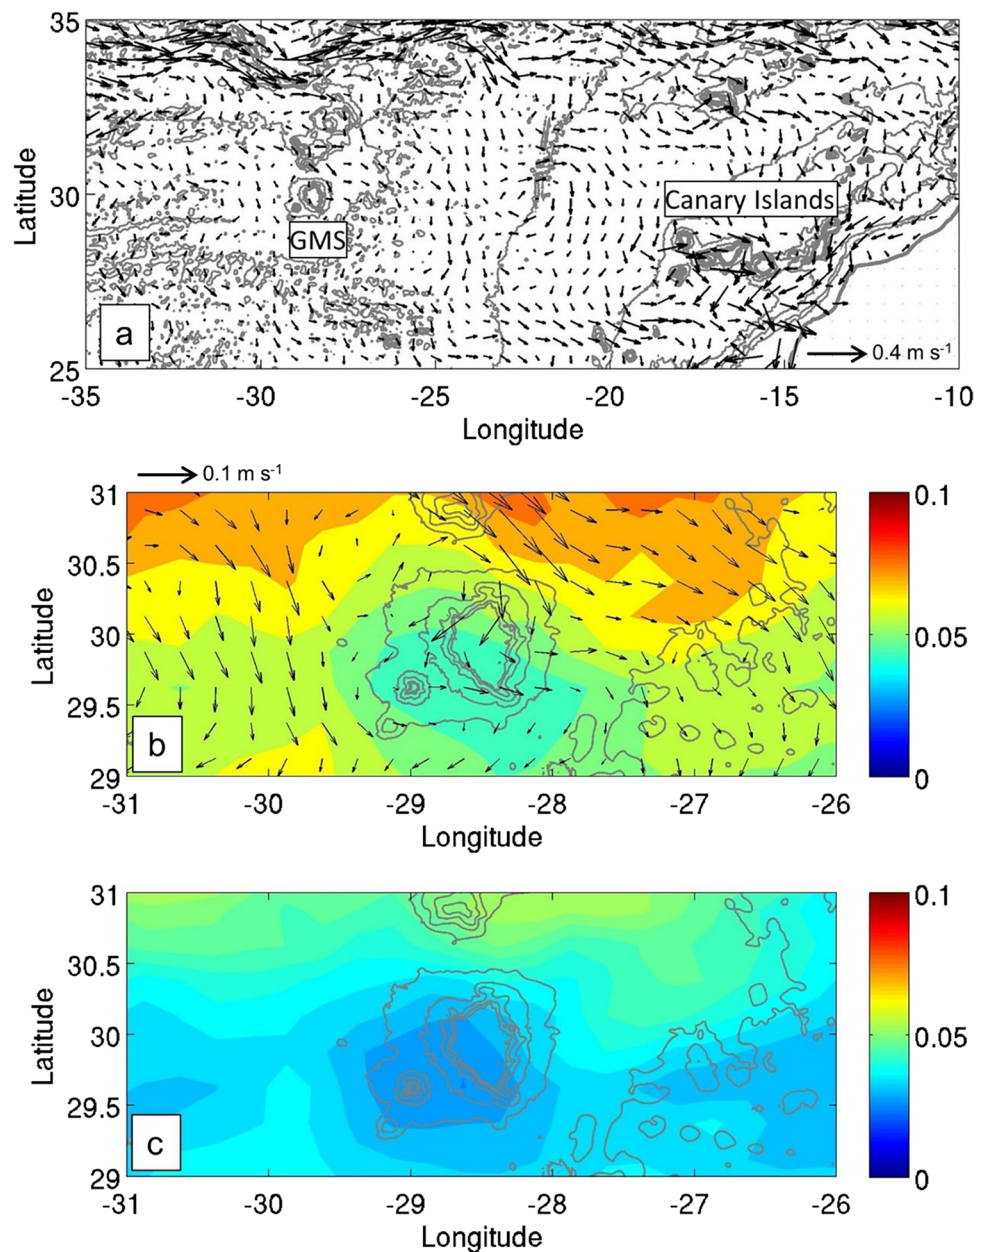 35
30
25
Latitude
Canary Islands
GMS
a
0.4 m s-1
-35 -30 -25 -20 -15 -10
Longitude
0.1 m s-1
31
30.5
30
29.5
29
Latitude
b
-31 -30 -29 -28 -27 -26
Longitude
0.1
0.05
0
31
30.5
30
29.5
29
Latitude
c
-31 -30 -29 -28 -27 -26
Longitude
0.1
0.05
0